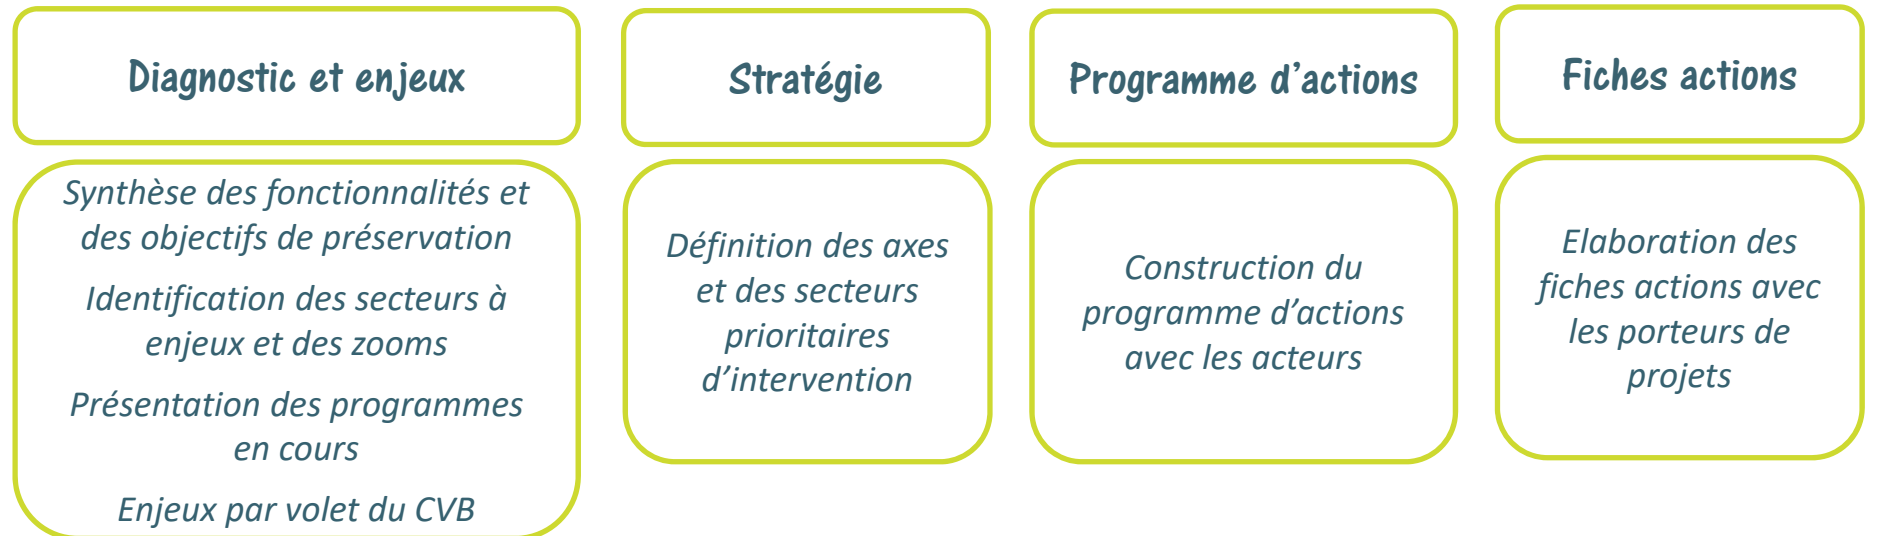 Diagnostic et enjeux
Synthèse des fonctionnalités et
des objectifs de préservation
Identification des secteurs à
enjeux et des zooms
Présentation des programmes
en cours
Enjeux par volet du CVB
Stratégie
Définition des axes
et des secteurs
prioritaires
d’intervention
Programme d’actions
Construction du
programme d’actions
avec les acteurs
Fiches actions
Elaboration des
fiches actions avec
les porteurs de
projets